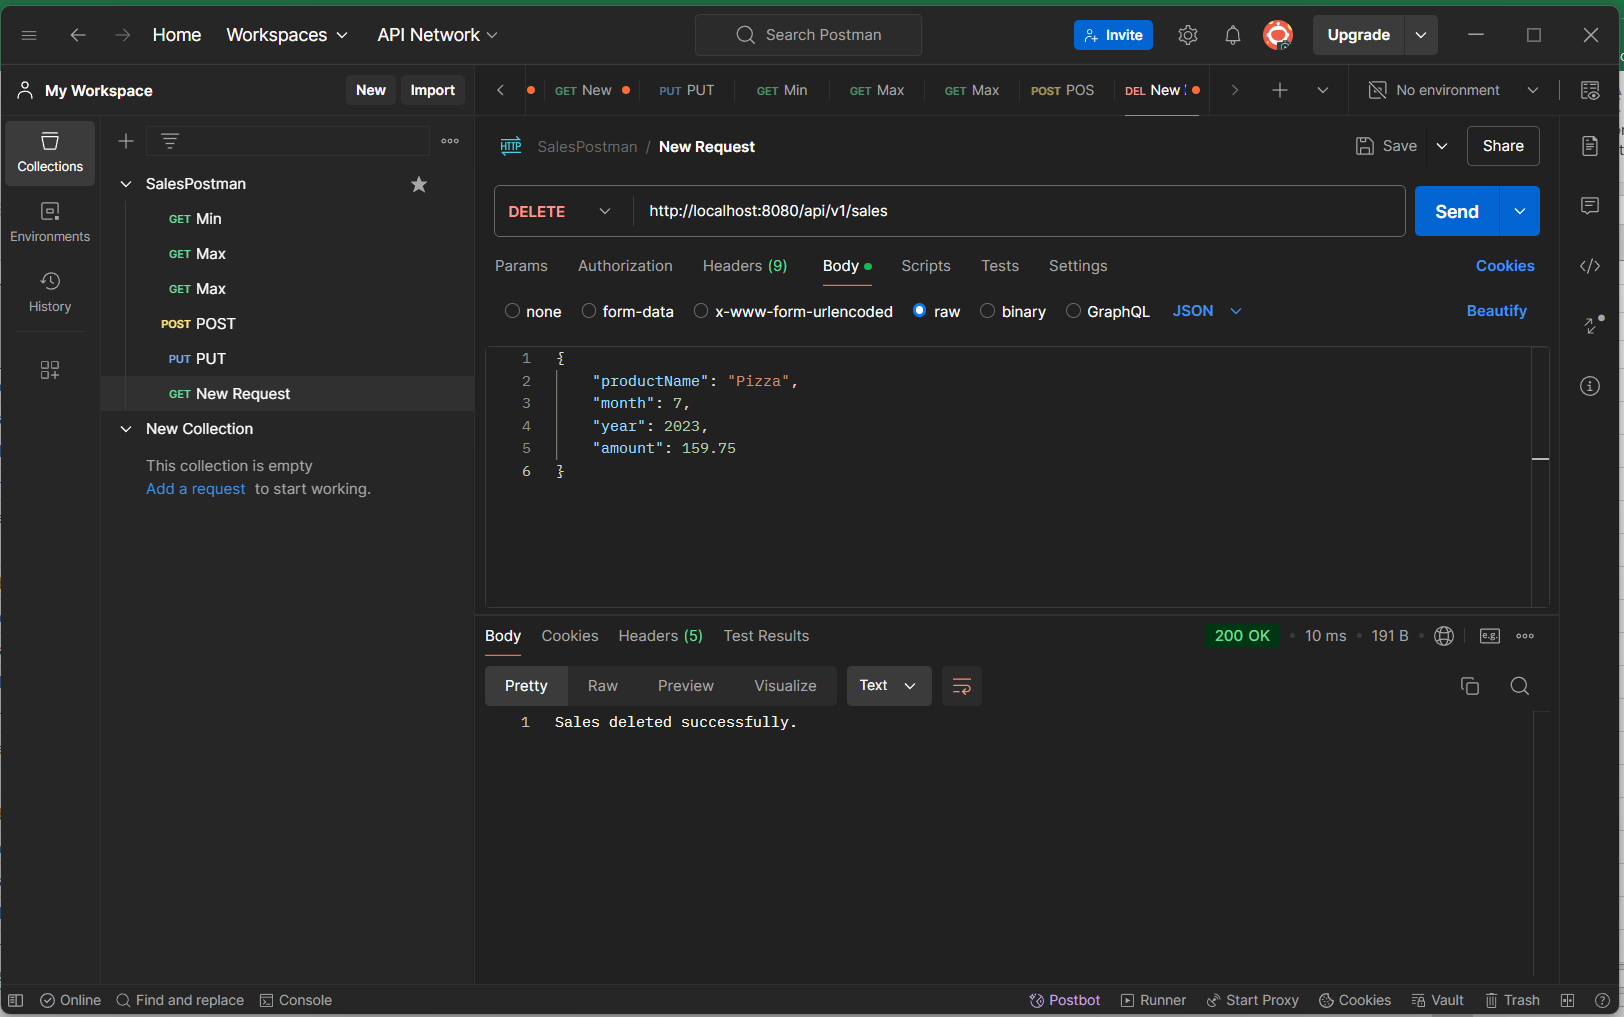 Home Workspaces API Network Search Postman Invite Upgrade
My Workspace New Import GET New PUT PUT GET Min GET Max GET Max POST POS DEL New No environment
Collections
Environments
History
SalesPostman
GET Min
GET Max
GET Max
POST POST
PUT PUT
GET New Request
New Collection
This collection is empty
Add a request to start working.
HTTP SalesPostman / New Request Save Share
DELETE http://localhost:8080/api/v1/sales Send
Params Authorization Headers (9) Body Scripts Tests Settings Cookies
none form-data x-www-form-urlencoded raw binary GraphQL JSON Beautify
1 {
2 "productName": "Pizza",
3 "month": 7,
4 "year": 2023,
5 "amount": 159.75
6 }
Body Cookies Headers (5) Test Results 200 OK 10 ms 191 B e.g.
Pretty Raw Preview Visualize Text
1 Sales deleted successfully.
Online Find and replace Console Postbot Runner Start Proxy Cookies Vault Trash